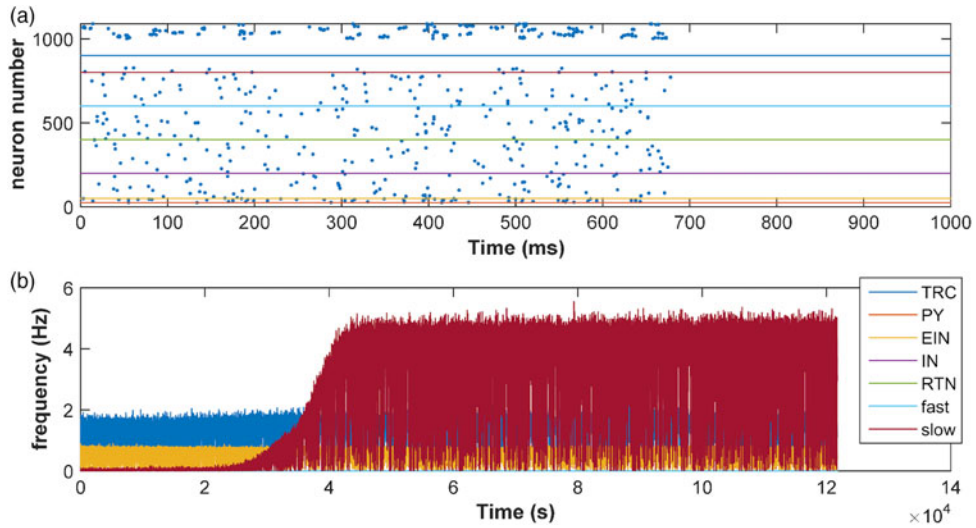 (a)
neuron number
1000
500
0
0 100 200 300 400 500 600 700 800 900 1000
Time (ms)
(b)
frequency (Hz)
6
4
2
0
0 2 4 6 8 10 12 14
Time (s)
×10⁴
TRC
PY
EIN
IN
RTN
fast
slow